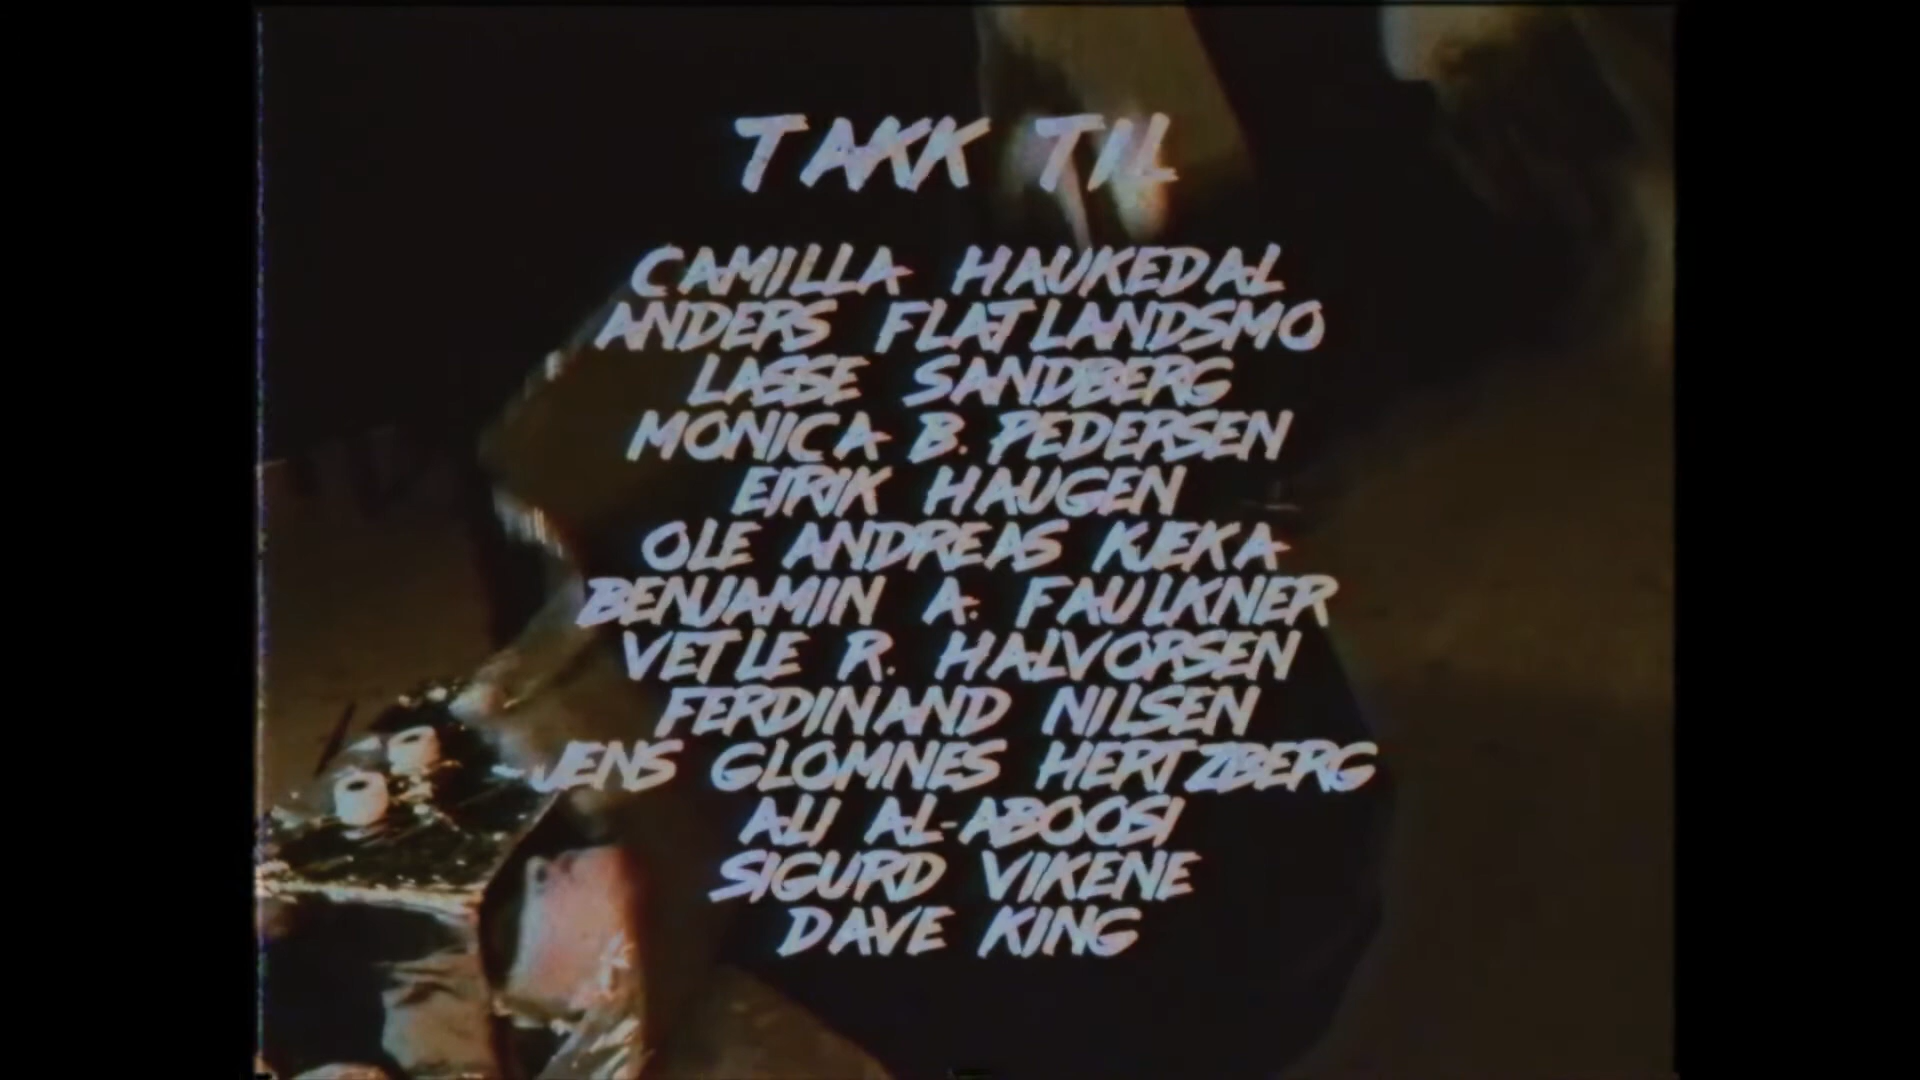 TAKK TIL
CAMILLA HAUKEDAL
ANDERS FLATLANDSMO
LASSE SANDBERG
MONICA B. PEDERSEN
EIRIK HAUGEN
OLE ANDREAS KJEKA
BENJAMIN A. FAULKNER
VETLE R. HALVORSEN
FERDINAND NILSEN
JENS GLOMNES HERTZBERG
ALI AL-ABOOSI
SIGURD VIKENE
DAVE KING